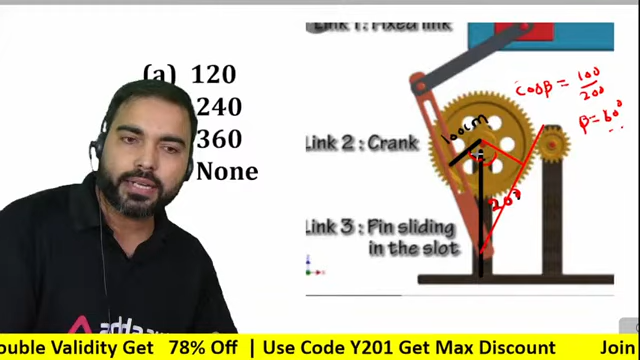 Link 1: Fixed link
(a) 120
240
360
None
Link 2 : Crank
Link 3 : Pin sliding
in the slot
100cm
200
cosβ = 100
200
β = 60°
adda
ouble Validity Get 78% Off | Use Code Y201 Get Max Discount Join